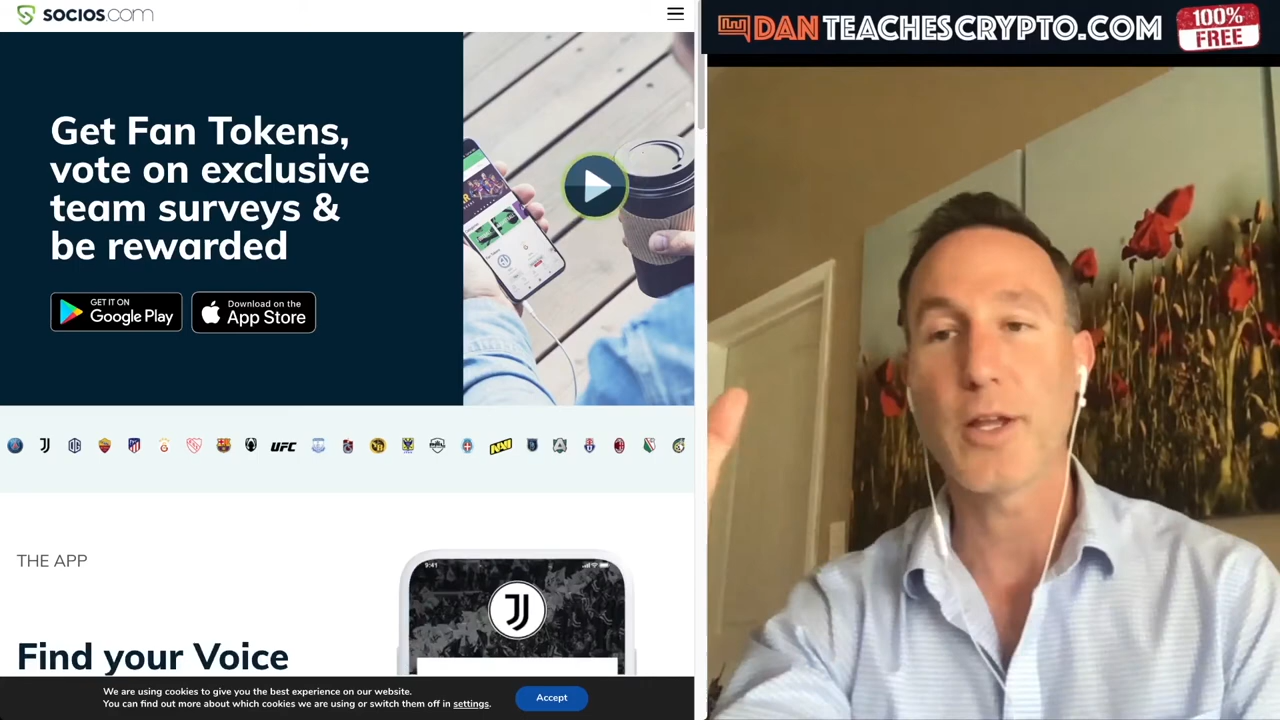 SOCIOS.COM
DANTEACHESCRYPTO.COM
100%
FREE
Get Fan Tokens,
vote on exclusive
team surveys &
be rewarded
GET IT ON
Google Play
Download on the
App Store
UFC
THE APP
9:41
Find your Voice
We are using cookies to give you the best experience on our website.
You can find out more about which cookies we are using or switch them off in settings.
Accept